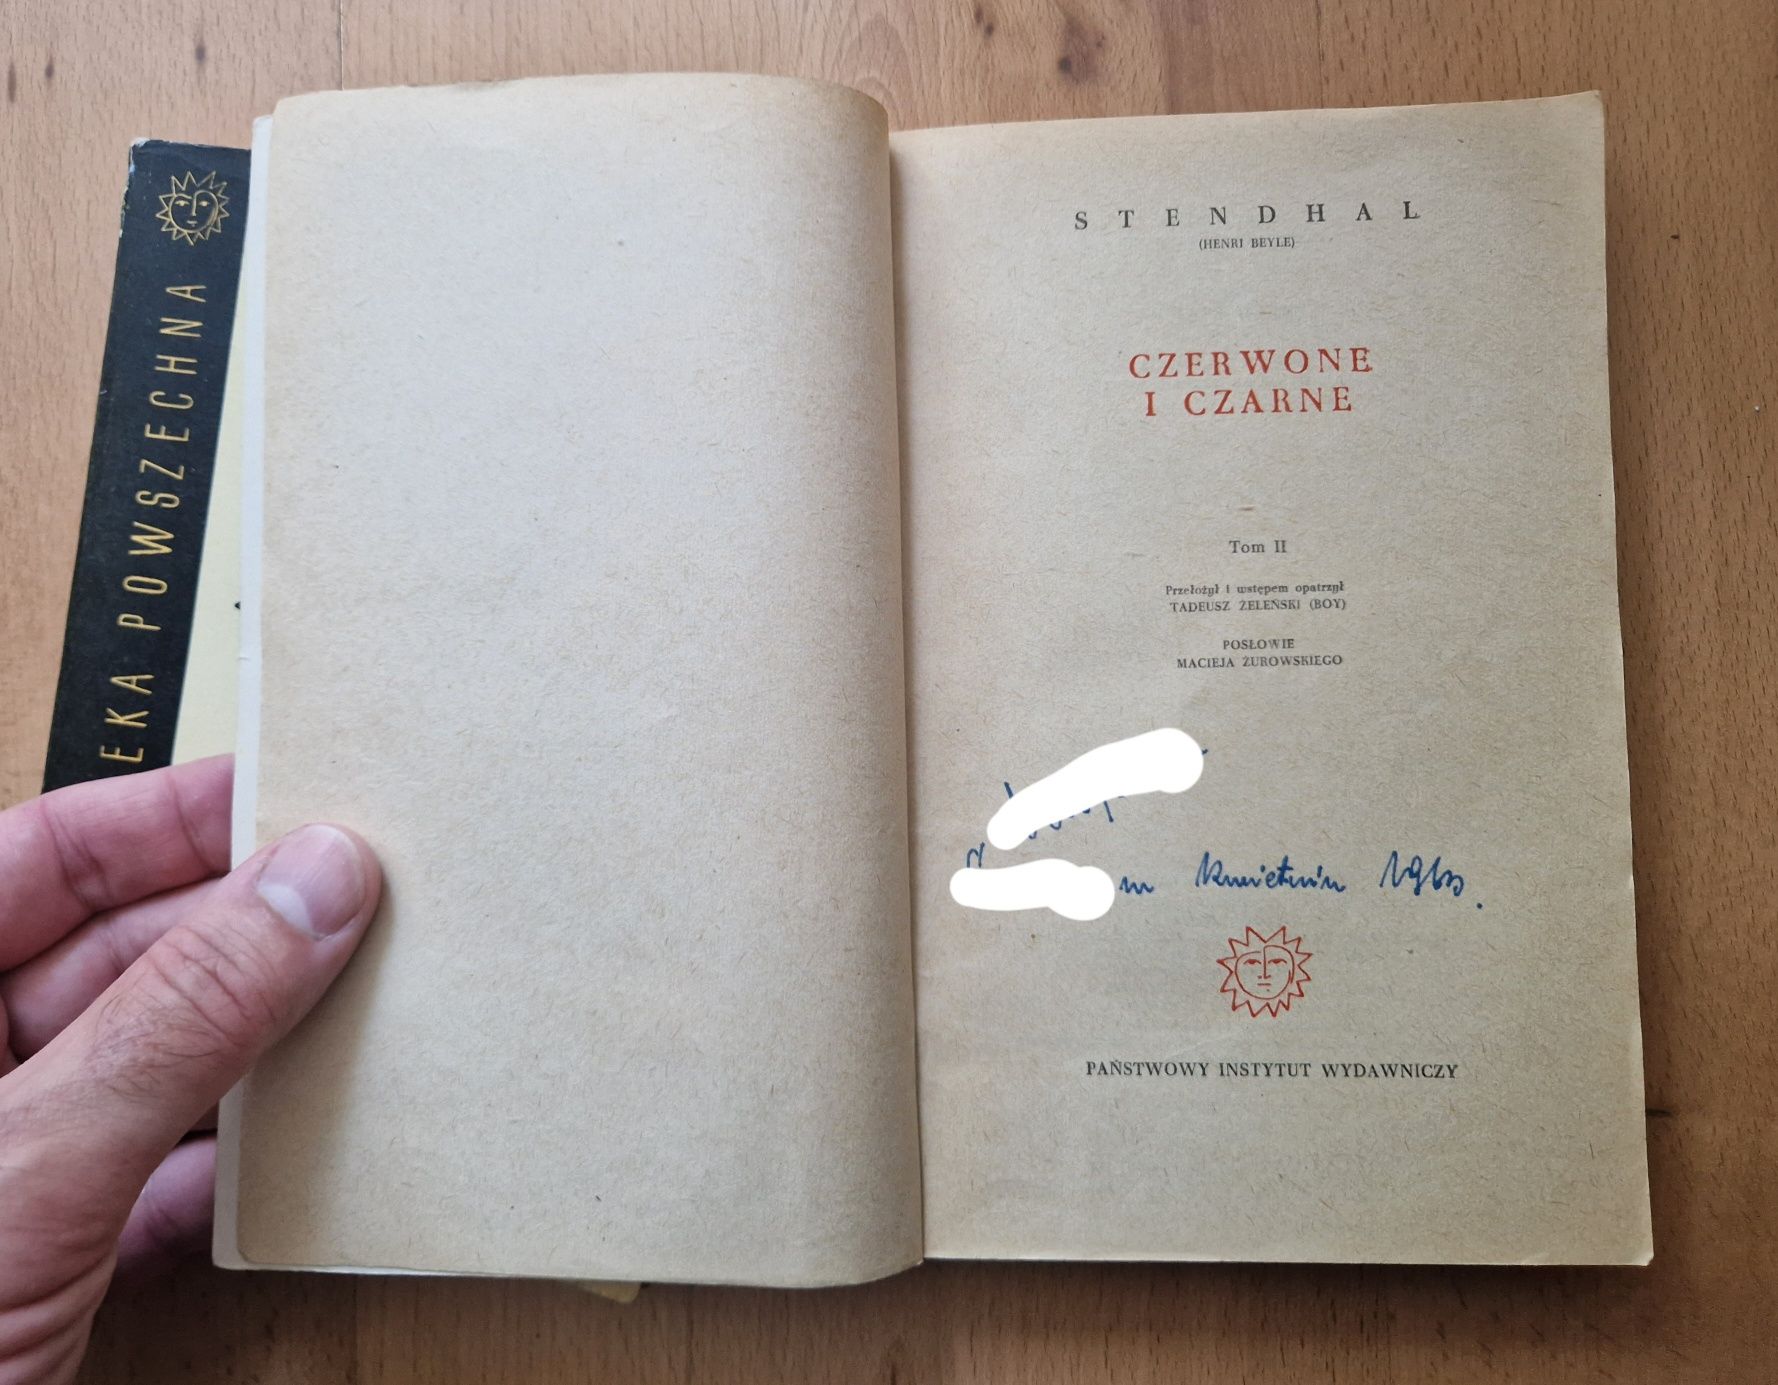 EKA POWSZECHNA
STENDHAL
(HENRI BEYLE)
CZERWONE
I CZARNE
Tom II
Przełożył i wstępem opatrzył
TADEUSZ ŻELEŃSKI (BOY)
POSŁOWIE
MACIEJA ŻUROWSKIEGO
kwietniu
PAŃSTWOWY INSTYTUT WYDAWNICZY